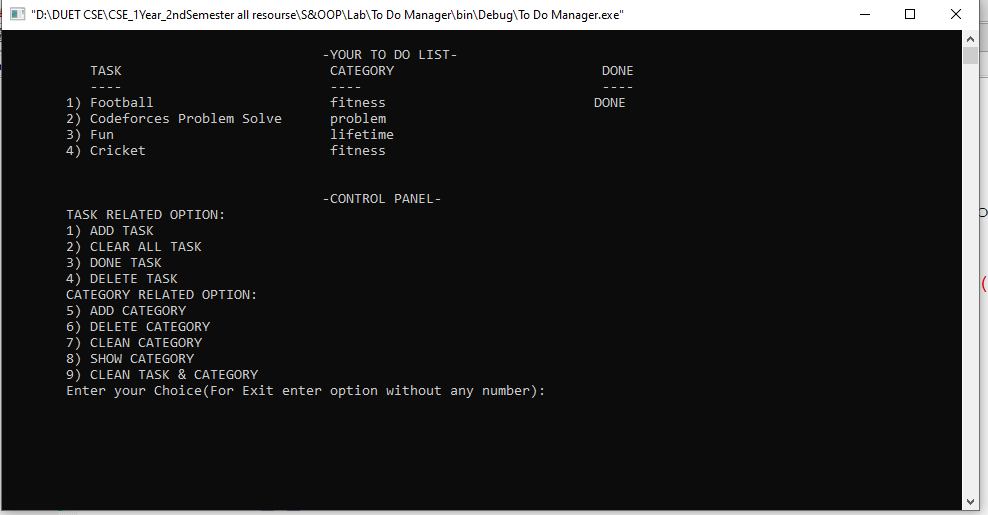 "D:\DUET CSE\CSE_1Year_2ndSemester all resourse\S&OOP\Lab\To Do Manager\bin\Debug\To Do Manager.exe"
-YOUR TO DO LIST-
TASK CATEGORY DONE
---- ---- ----
1) Football fitness DONE
2) Codeforces Problem Solve problem
3) Fun lifetime
4) Cricket fitness
-CONTROL PANEL-
TASK RELATED OPTION:
1) ADD TASK
2) CLEAR ALL TASK
3) DONE TASK
4) DELETE TASK
CATEGORY RELATED OPTION:
5) ADD CATEGORY
6) DELETE CATEGORY
7) CLEAN CATEGORY
8) SHOW CATEGORY
9) CLEAN TASK & CATEGORY
Enter your Choice(For Exit enter option without any number):